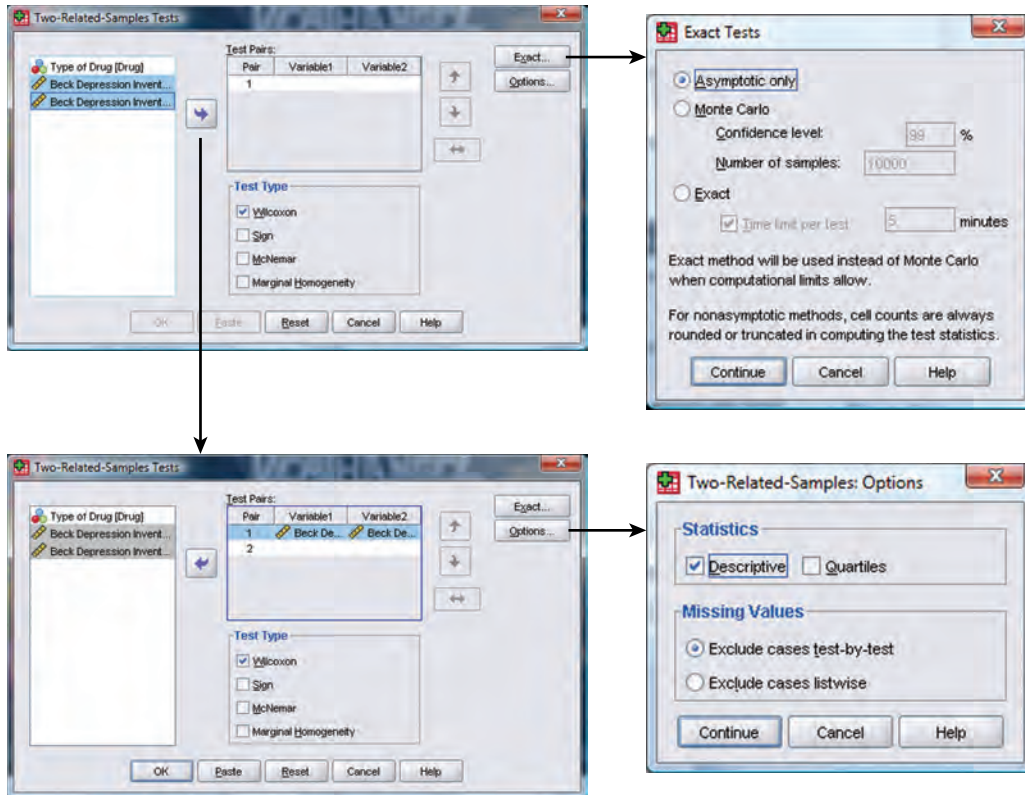 Two-Related-Samples Tests
Type of Drug [Drug]
Beck Depression Invent...
Beck Depression Invent...
Test Pairs:
Pair Variable1 Variable2
1
Test Type
Wilcoxon
Sign
McNemar
Marginal Homogeneity
Exact...
Options...
OK Paste Reset Cancel Help
Exact Tests
Asymptotic only
Monte Carlo
Confidence level: 99 %
Number of samples: 10000
Exact
Time limit per test: 5 minutes
Exact method will be used instead of Monte Carlo
when computational limits allow.
For nonasymptotic methods, cell counts are always
rounded or truncated in computing the test statistics.
Continue Cancel Help
Two-Related-Samples Tests
Type of Drug [Drug]
Beck Depression Invent...
Beck Depression Invent...
Test Pairs:
Pair Variable1 Variable2
1 Beck De... Beck De...
2
Test Type
Wilcoxon
Sign
McNemar
Marginal Homogeneity
Exact...
Options...
OK Paste Reset Cancel Help
Two-Related-Samples: Options
Statistics
Descriptive Quartiles
Missing Values
Exclude cases test-by-test
Exclude cases listwise
Continue Cancel Help